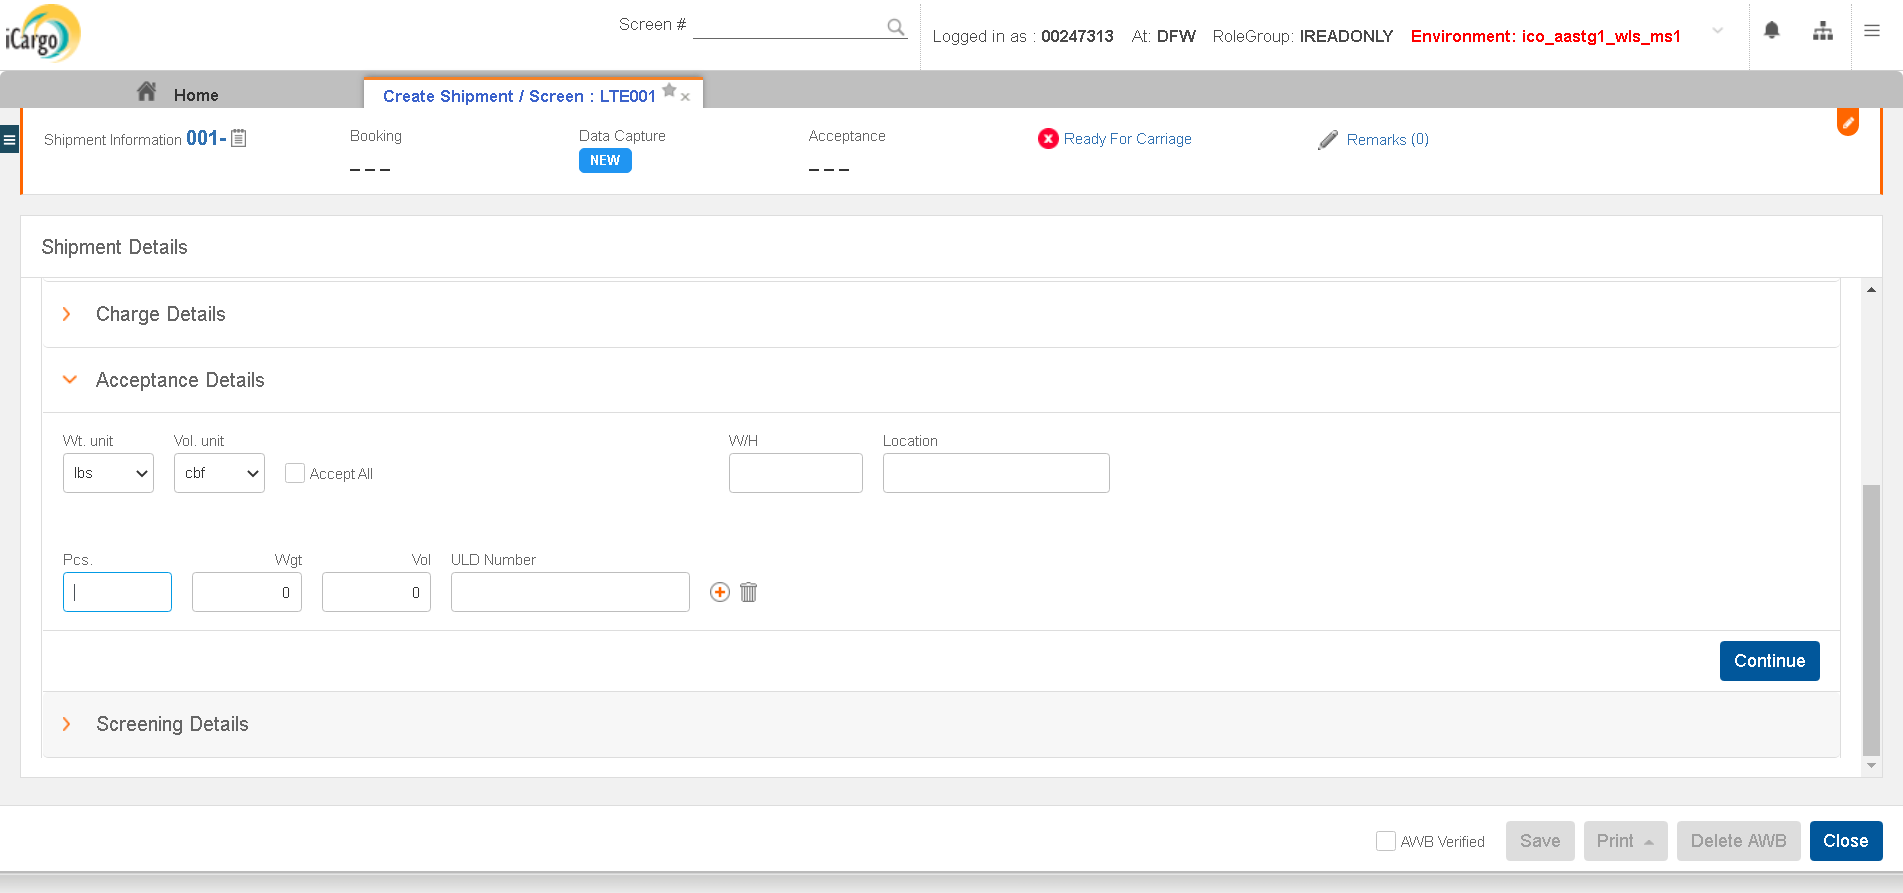 iCargo
Screen #
Logged in as : 00247313 At: DFW RoleGroup: IREADONLY Environment: ico_aastg1_wls_ms1
Home
Create Shipment / Screen : LTE001
Shipment Information 001-
Booking
Data Capture
Acceptance
Ready For Carriage
Remarks (0)
– – –
NEW
– – –
Shipment Details
Charge Details
Acceptance Details
Wt. unit
Vol. unit
W/H
Location
lbs
cbf
Accept All
Pcs.
Wgt
Vol
ULD Number
0
0
Continue
Screening Details
AWB Verified
Save
Print
Delete AWB
Close